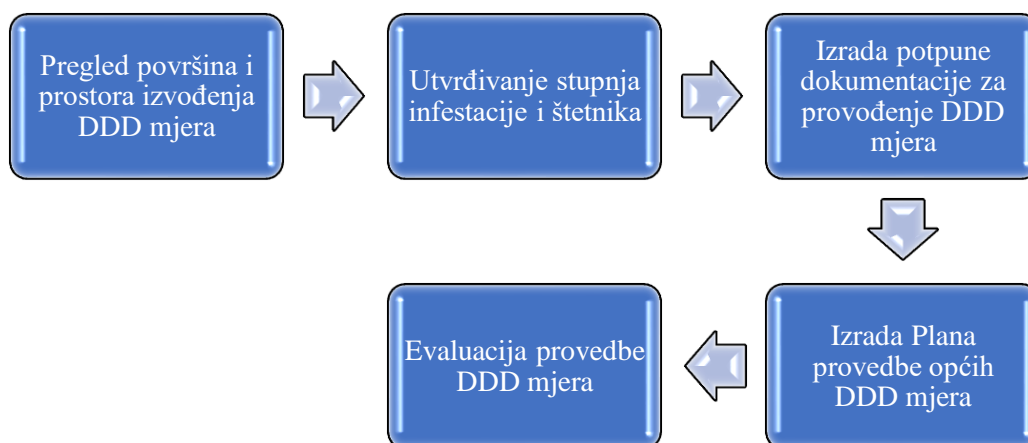 Pregled površina i
prostora izvođenja
DDD mjera
Utvrđivanje stupnja
infestacije i štetnika
Izrada potpune
dokumentacije za
provođenje DDD
mjera
Izrada Plana
provedbe općih
DDD mjera
Evaluacija provedbe
DDD mjera